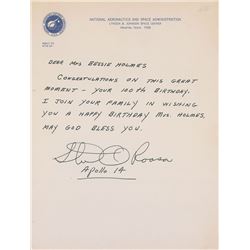 NATIONAL AERONAUTICS AND SPACE ADMINISTRATION
LYNDON B. JOHNSON SPACE CENTER
HOUSTON, TEXAS 77058
DEAR MRS BESSIE HOLMES
CONGRATULATIONS ON THIS GREAT
MOMENT - YOUR 100TH BIRTHDAY.
I JOIN YOUR FAMILY IN WISHING
YOU A HAPPY BIRTHDAY MRS. HOLMES,
MAY GOD BLESS YOU.
Stuart A Roosa
APOLLO 14